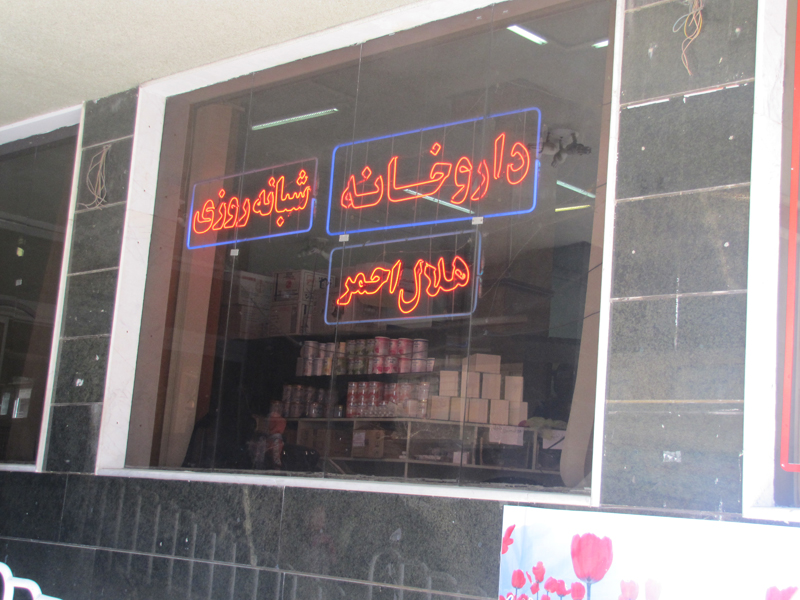 داروخانه
شبانه روزی
هلال احمر